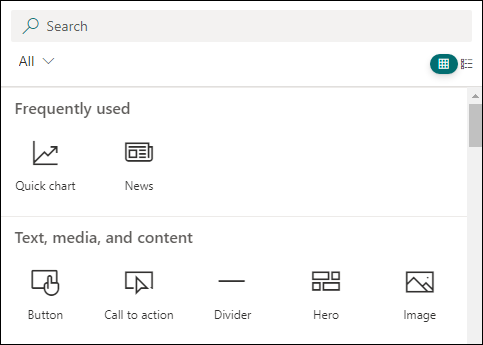 Search
All
Frequently used
Quick chart News
Text, media, and content
Button Call to action Divider Hero Image